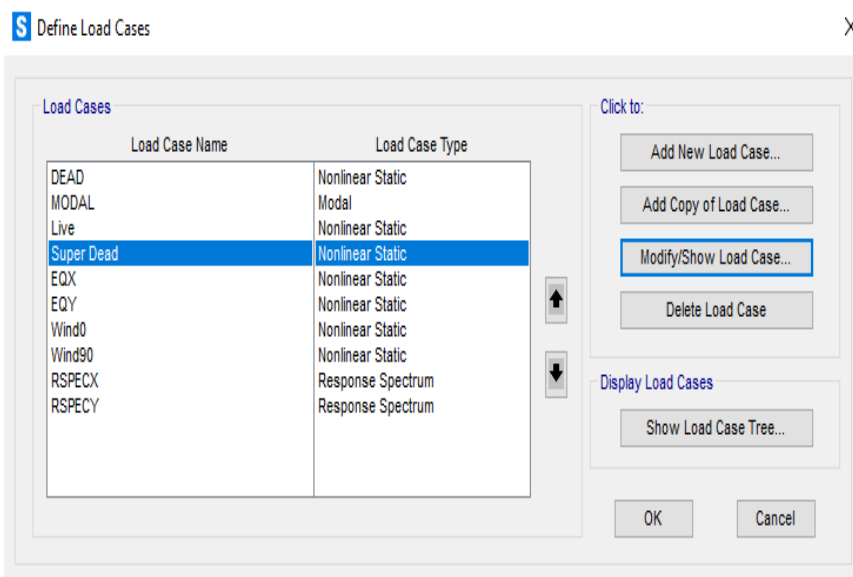 S Define Load Cases
Load Cases
Load Case Name Load Case Type
DEAD Nonlinear Static
MODAL Modal
Live Nonlinear Static
Super Dead Nonlinear Static
EQX Nonlinear Static
EQY Nonlinear Static
Wind0 Nonlinear Static
Wind90 Nonlinear Static
RSPECX Response Spectrum
RSPECY Response Spectrum
Click to:
Add New Load Case...
Add Copy of Load Case...
Modify/Show Load Case...
Delete Load Case
Display Load Cases
Show Load Case Tree...
OK Cancel